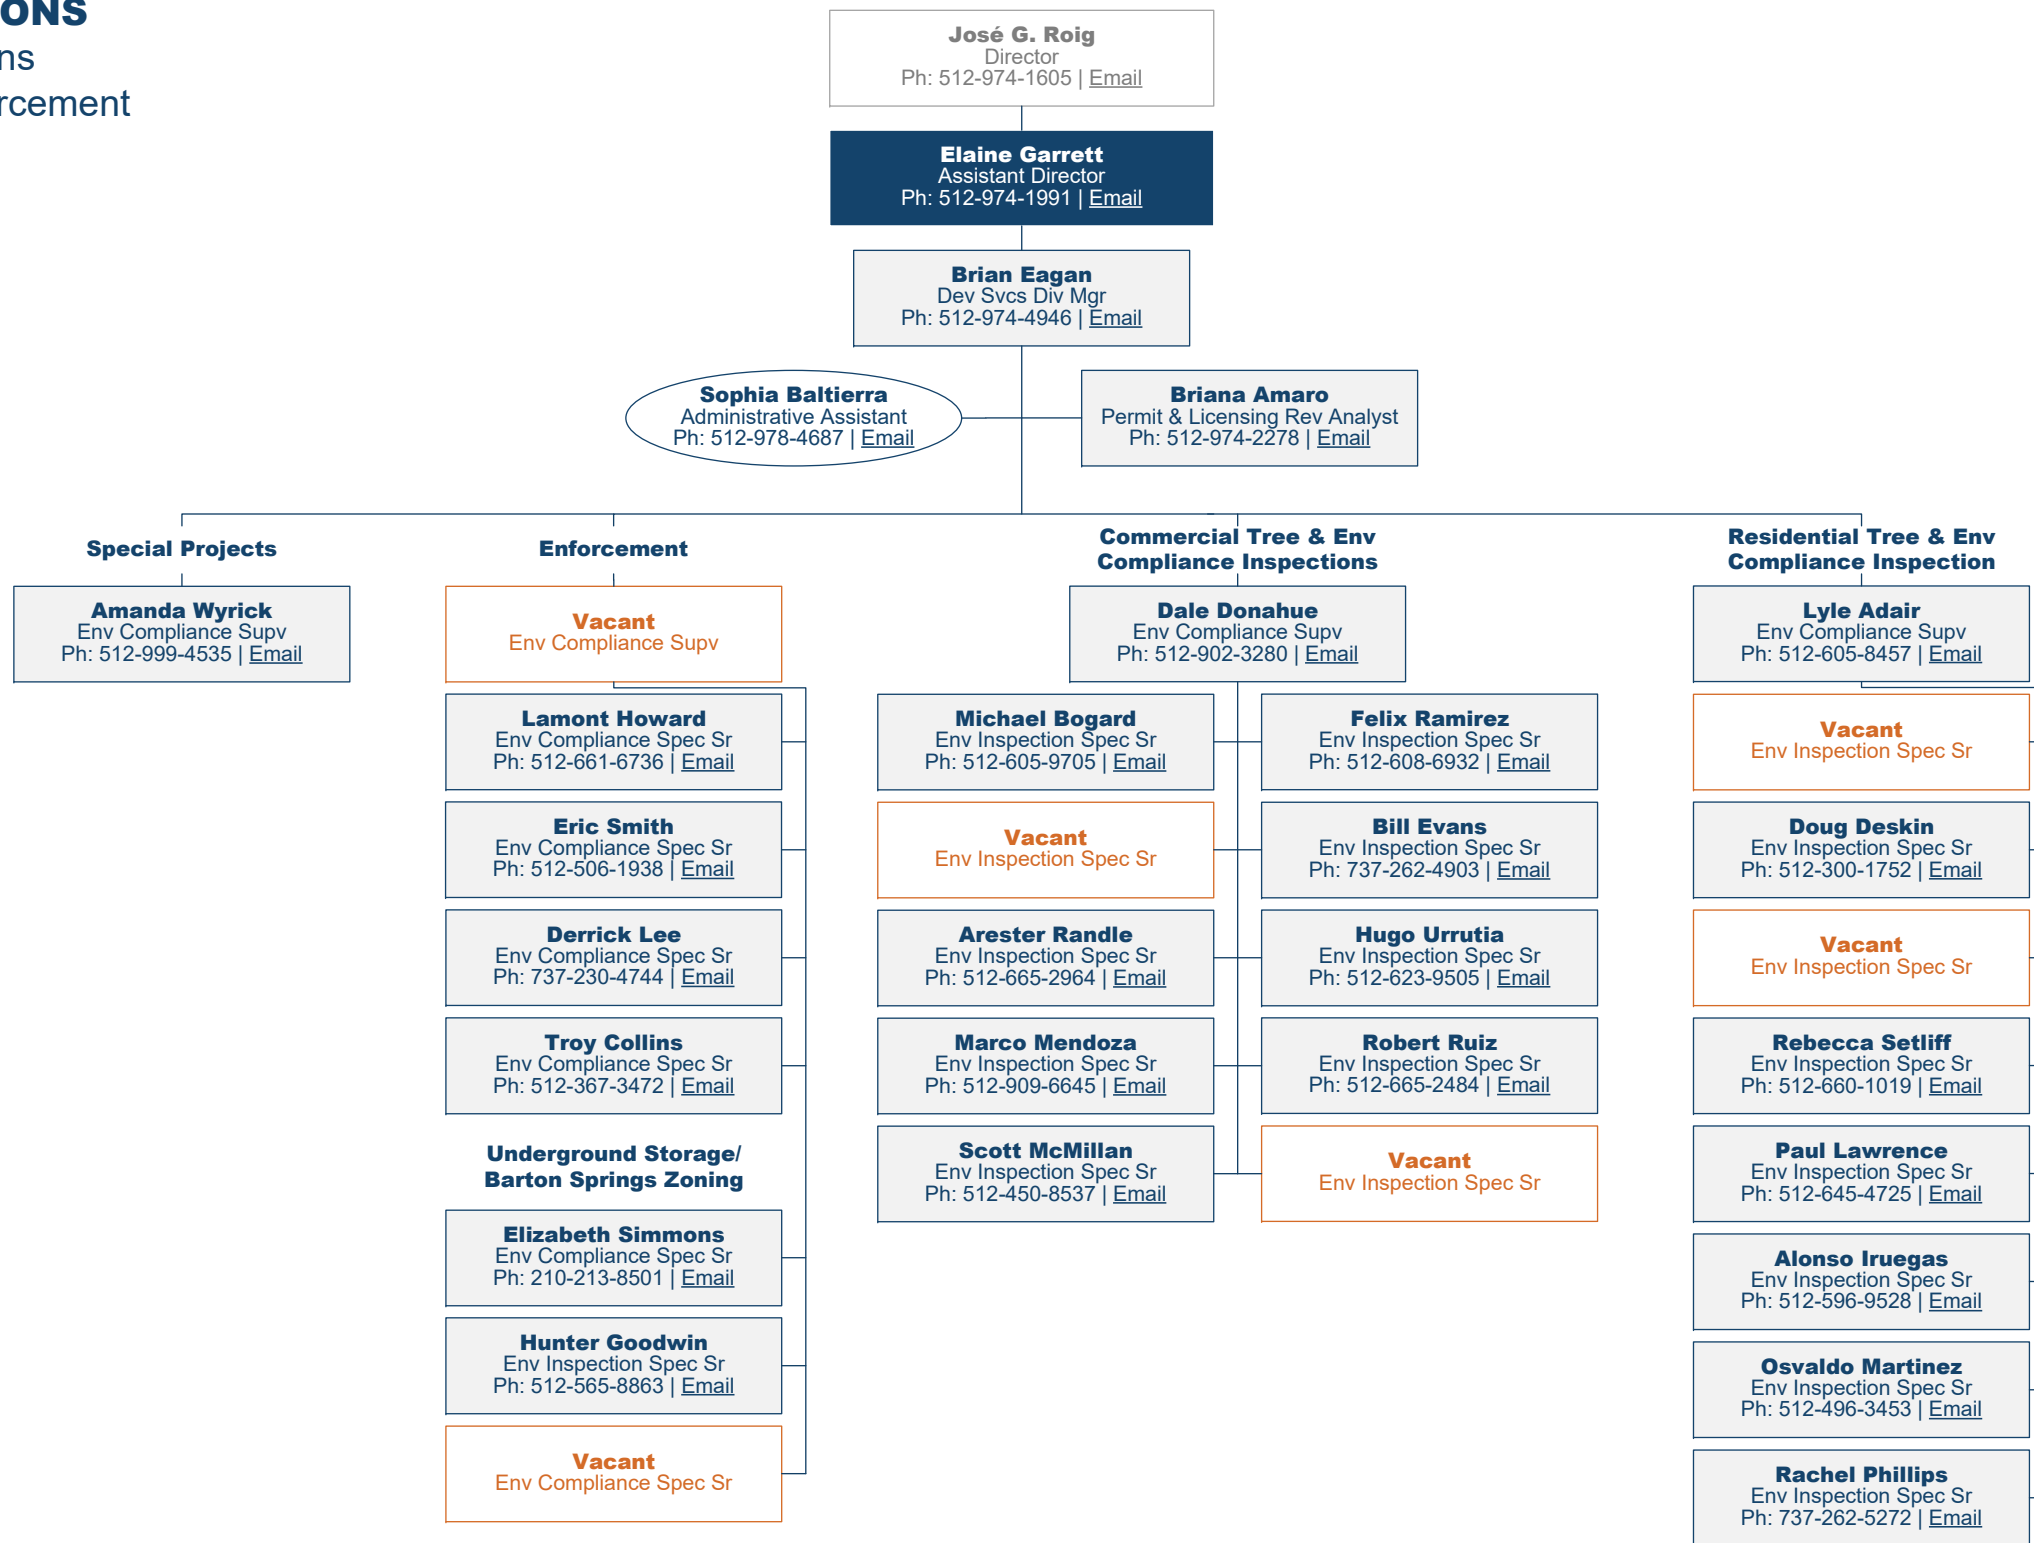 ONS
ns
rcement
José G. Roig
Director
Ph: 512-974-1605 | Email
Elaine Garrett
Assistant Director
Ph: 512-974-1991 | Email
Brian Eagan
Dev Svcs Div Mgr
Ph: 512-974-4946 | Email
Sophia Baltierra
Administrative Assistant
Ph: 512-978-4687 | Email
Briana Amaro
Permit & Licensing Rev Analyst
Ph: 512-974-2278 | Email
Special Projects
Amanda Wyrick
Env Compliance Supv
Ph: 512-999-4535 | Email
Enforcement
Vacant
Env Compliance Supv
Lamont Howard
Env Compliance Spec Sr
Ph: 512-661-6736 | Email
Eric Smith
Env Compliance Spec Sr
Ph: 512-506-1938 | Email
Derrick Lee
Env Compliance Spec Sr
Ph: 737-230-4744 | Email
Troy Collins
Env Compliance Spec Sr
Ph: 512-367-3472 | Email
Underground Storage/
Barton Springs Zoning
Elizabeth Simmons
Env Compliance Spec Sr
Ph: 210-213-8501 | Email
Hunter Goodwin
Env Inspection Spec Sr
Ph: 512-565-8863 | Email
Vacant
Env Compliance Spec Sr
Commercial Tree & Env
Compliance Inspections
Dale Donahue
Env Compliance Supv
Ph: 512-902-3280 | Email
Michael Bogard
Env Inspection Spec Sr
Ph: 512-605-9705 | Email
Vacant
Env Inspection Spec Sr
Arester Randle
Env Inspection Spec Sr
Ph: 512-665-2964 | Email
Marco Mendoza
Env Inspection Spec Sr
Ph: 512-909-6645 | Email
Scott McMillan
Env Inspection Spec Sr
Ph: 512-450-8537 | Email
Felix Ramirez
Env Inspection Spec Sr
Ph: 512-608-6932 | Email
Bill Evans
Env Inspection Spec Sr
Ph: 737-262-4903 | Email
Hugo Urrutia
Env Inspection Spec Sr
Ph: 512-623-9505 | Email
Robert Ruiz
Env Inspection Spec Sr
Ph: 512-665-2484 | Email
Vacant
Env Inspection Spec Sr
Residential Tree & Env
Compliance Inspection
Lyle Adair
Env Compliance Supv
Ph: 512-605-8457 | Email
Vacant
Env Inspection Spec Sr
Doug Deskin
Env Inspection Spec Sr
Ph: 512-300-1752 | Email
Vacant
Env Inspection Spec Sr
Rebecca Setliff
Env Inspection Spec Sr
Ph: 512-660-1019 | Email
Paul Lawrence
Env Inspection Spec Sr
Ph: 512-645-4725 | Email
Alonso Iruegas
Env Inspection Spec Sr
Ph: 512-596-9528 | Email
Osvaldo Martinez
Env Inspection Spec Sr
Ph: 512-496-3453 | Email
Rachel Phillips
Env Inspection Spec Sr
Ph: 737-262-5272 | Email